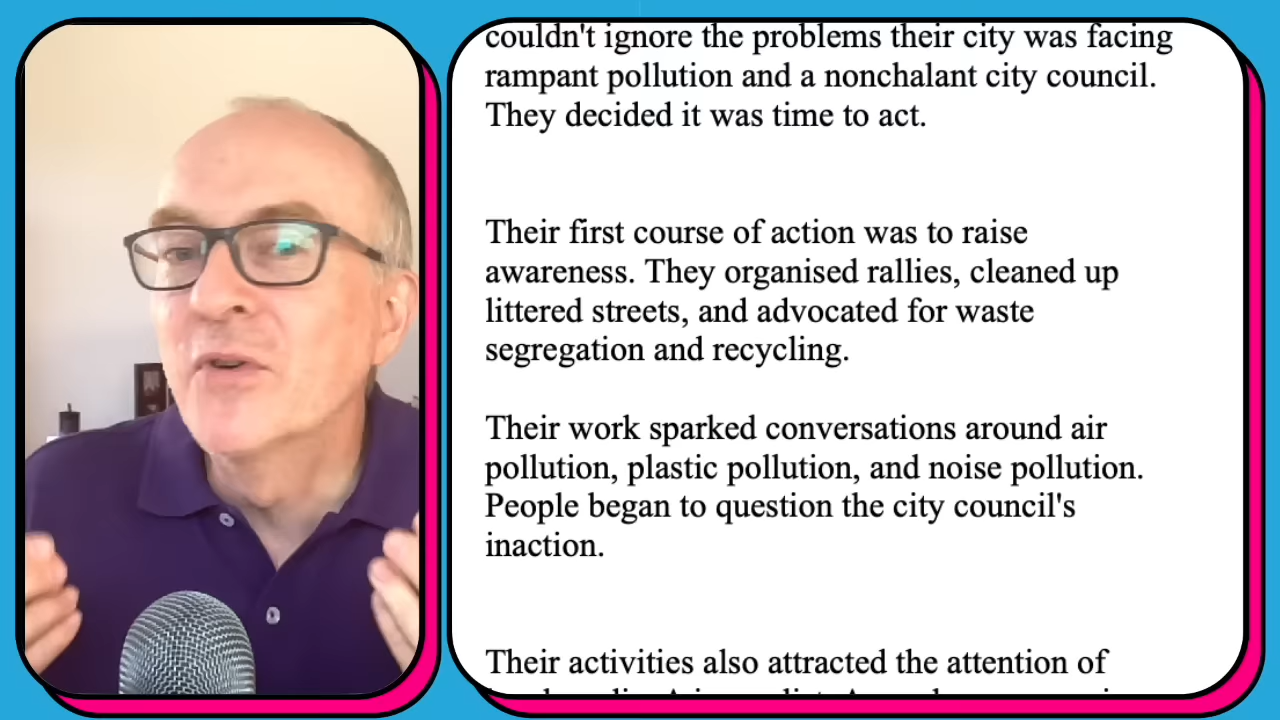 couldn't ignore the problems their city was facing
rampant pollution and a nonchalant city council.
They decided it was time to act.
Their first course of action was to raise
awareness. They organised rallies, cleaned up
littered streets, and advocated for waste
segregation and recycling.
Their work sparked conversations around air
pollution, plastic pollution, and noise pollution.
People began to question the city council's
inaction.
Their activities also attracted the attention of